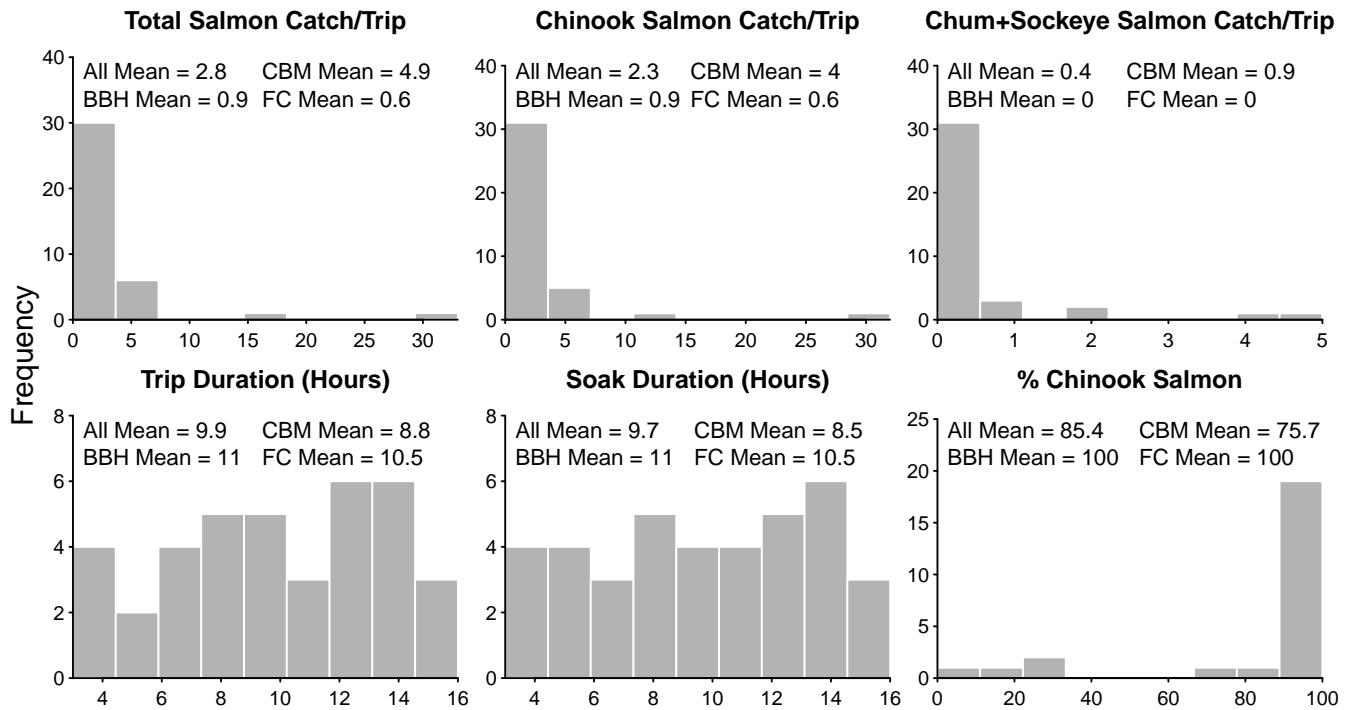 Total Salmon Catch/Trip
All Mean = 2.8 CBM Mean = 4.9
BBH Mean = 0.9 FC Mean = 0.6
40
30
20
10
0
0 5 10 15 20 25 30
Chinook Salmon Catch/Trip
All Mean = 2.3 CBM Mean = 4
BBH Mean = 0.9 FC Mean = 0.6
40
30
20
10
0
0 5 10 15 20 25 30
Chum+Sockeye Salmon Catch/Trip
All Mean = 0.4 CBM Mean = 0.9
BBH Mean = 0 FC Mean = 0
40
30
20
10
0
0 1 2 3 4 5
Frequency
Trip Duration (Hours)
All Mean = 9.9 CBM Mean = 8.8
BBH Mean = 11 FC Mean = 10.5
8
6
4
2
0
4 6 8 10 12 14 16
Soak Duration (Hours)
All Mean = 9.7 CBM Mean = 8.5
BBH Mean = 11 FC Mean = 10.5
8
6
4
2
0
4 6 8 10 12 14 16
% Chinook Salmon
All Mean = 85.4 CBM Mean = 75.7
BBH Mean = 100 FC Mean = 100
25
20
15
10
5
0
0 20 40 60 80 100